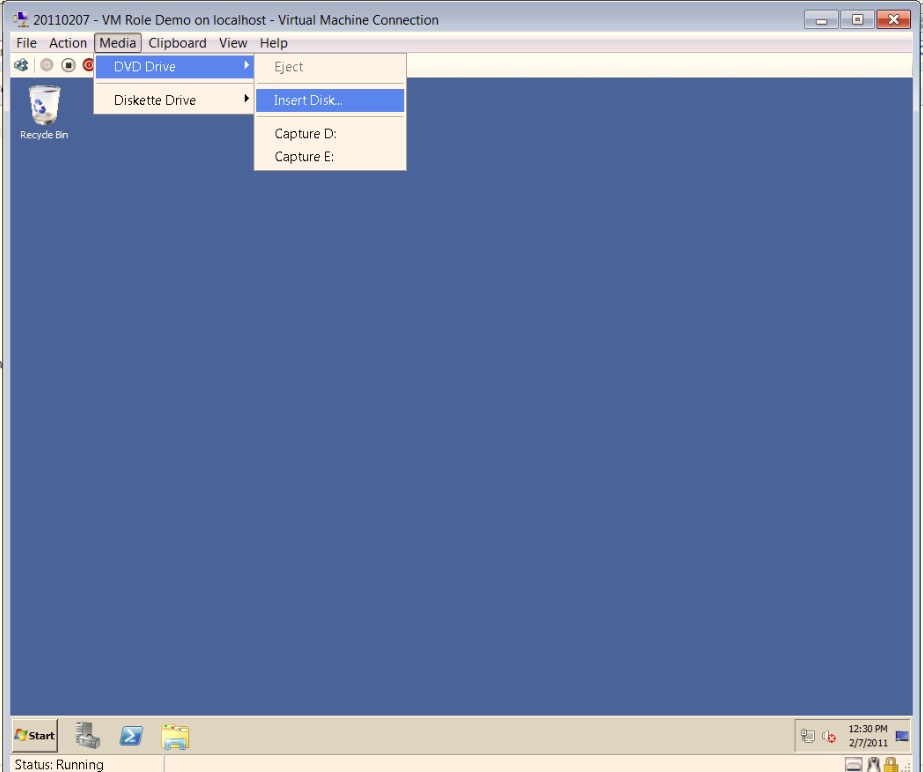 20110207 - VM Role Demo on localhost - Virtual Machine Connection
File Action Media Clipboard View Help
DVD Drive
Eject
Diskette Drive
Insert Disk...
Capture D:
Capture E:
Recycle Bin
Start
12:30 PM
2/7/2011
Status: Running